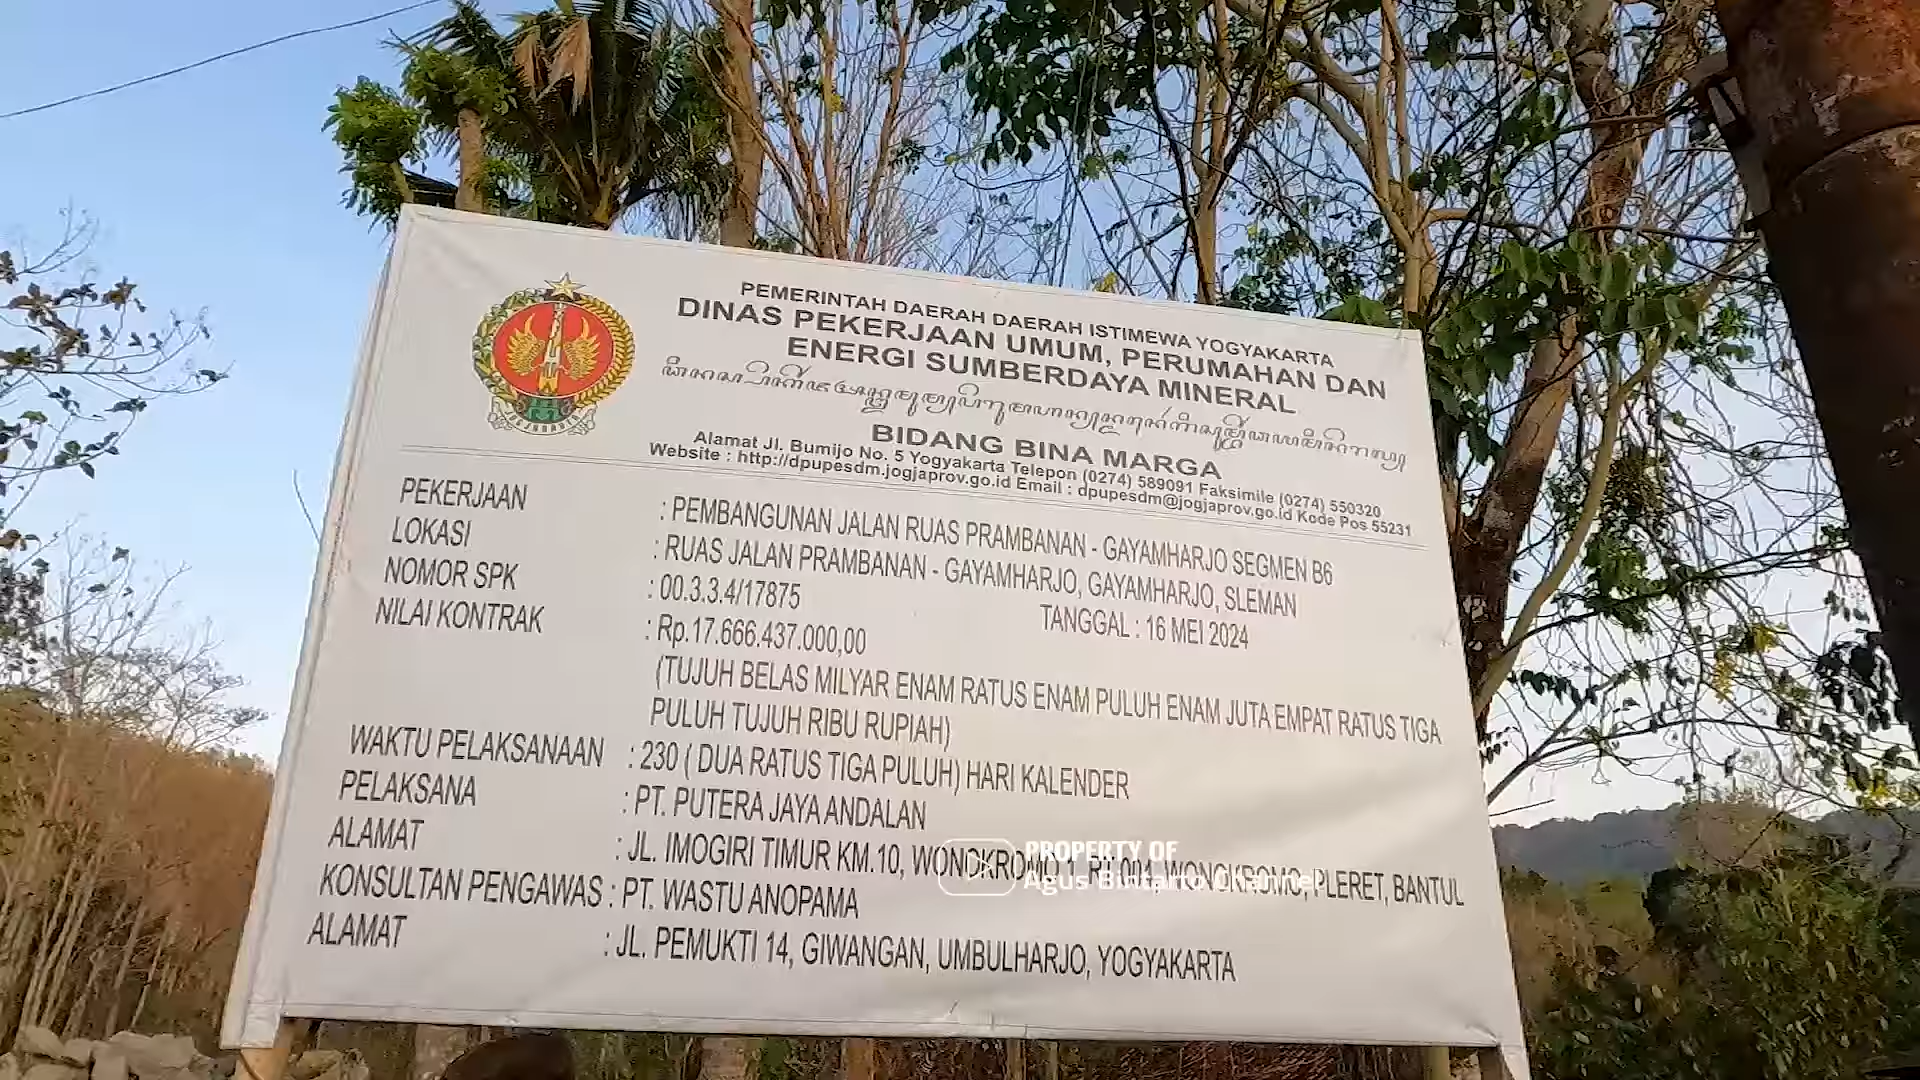 PEMERINTAH DAERAH DAERAH ISTIMEWA YOGYAKARTA
DINAS PEKERJAAN UMUM, PERUMAHAN DAN
ENERGI SUMBERDAYA MINERAL
BIDANG BINA MARGA
Alamat Jl. Bumijo No. 5 Yogyakarta Telepon (0274) 589091 Faksimile (0274) 550320
Website : http://dpupesdm.jogjaprov.go.id Email : dpupesdm@jogjaprov.go.id Kode Pos 55231
PEKERJAAN : PEMBANGUNAN JALAN RUAS PRAMBANAN - GAYAMHARJO SEGMEN B6
LOKASI : RUAS JALAN PRAMBANAN - GAYAMHARJO, GAYAMHARJO, SLEMAN
NOMOR SPK : 00.3.3.4/17875 TANGGAL : 16 MEI 2024
NILAI KONTRAK : Rp.17.666.437.000,00
(TUJUH BELAS MILYAR ENAM RATUS ENAM PULUH ENAM JUTA EMPAT RATUS TIGA
PULUH TUJUH RIBU RUPIAH)
WAKTU PELAKSANAAN : 230 ( DUA RATUS TIGA PULUH) HARI KALENDER
PELAKSANA : PT. PUTERA JAYA ANDALAN
ALAMAT : JL. IMOGIRI TIMUR KM.10, WONOKROMO 1, RT.001, WONOKROMO, PLERET, BANTUL
KONSULTAN PENGAWAS : PT. WASTU ANOPAMA
ALAMAT : JL. PEMUKTI 14, GIWANGAN, UMBULHARJO, YOGYAKARTA
PROPERTY OF
Agus Bintarto Channel